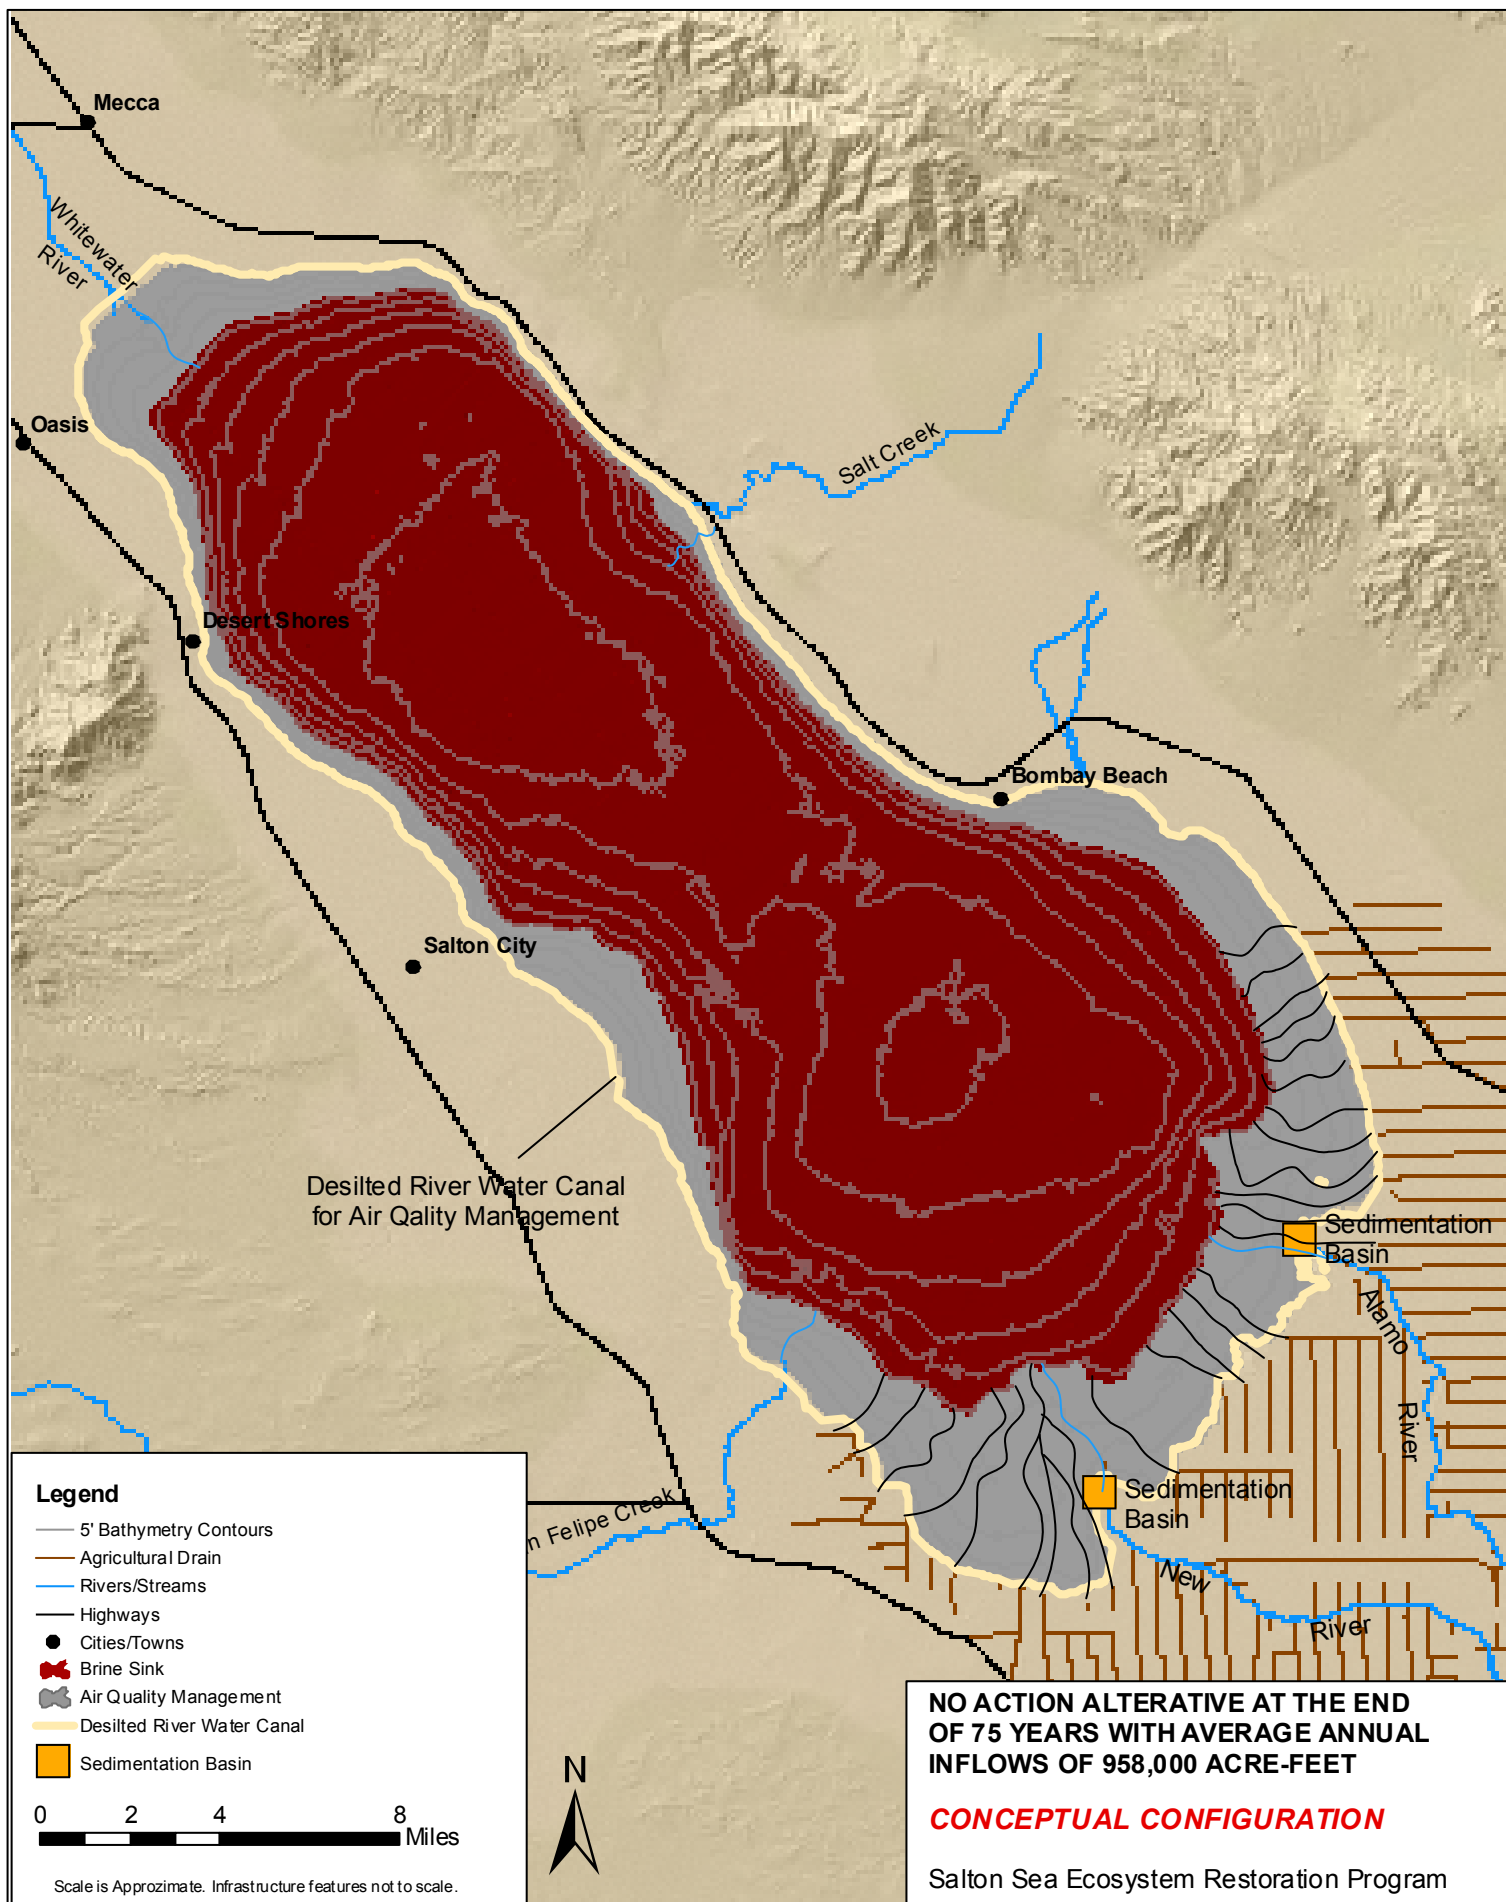 Mecca
Whitewater
River
Oasis
Salt Creek
Desert Shores
Bombay Beach
Salton City
Desilted River Water Canal
for Air Qality Management
Sedimentation
Basin
Alamo
River
Sedimentation
Basin
Felipe Creek
New
River
Legend
5' Bathymetry Contours
Agricultural Drain
Rivers/Streams
Highways
Cities/Towns
Brine Sink
Air Quality Management
Desilted River Water Canal
Sedimentation Basin
0 2 4 8
Miles
Scale is Approzimate. Infrastructure features not to scale.
N
NO ACTION ALTERATIVE AT THE END
OF 75 YEARS WITH AVERAGE ANNUAL
INFLOWS OF 958,000 ACRE-FEET
CONCEPTUAL CONFIGURATION
Salton Sea Ecosystem Restoration Program